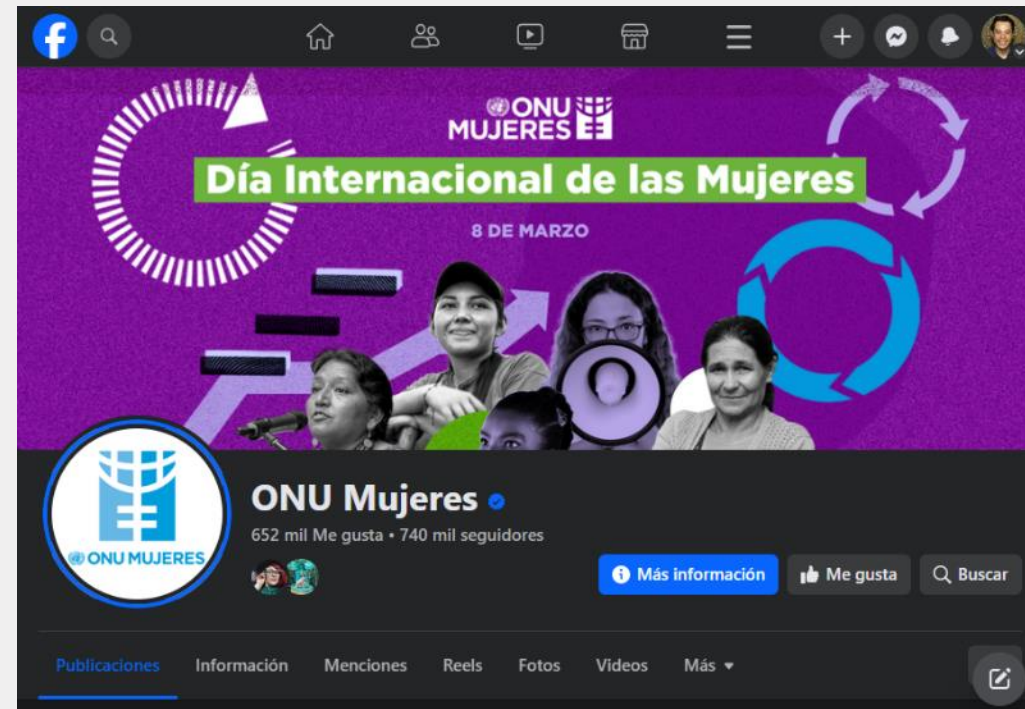 ONU
MUJERES
Día Internacional de las Mujeres
8 DE MARZO
ONU MUJERES
ONU Mujeres
652 mil Me gusta • 740 mil seguidores
Más información
Me gusta
Buscar
Publicaciones
Información
Menciones
Reels
Fotos
Videos
Más